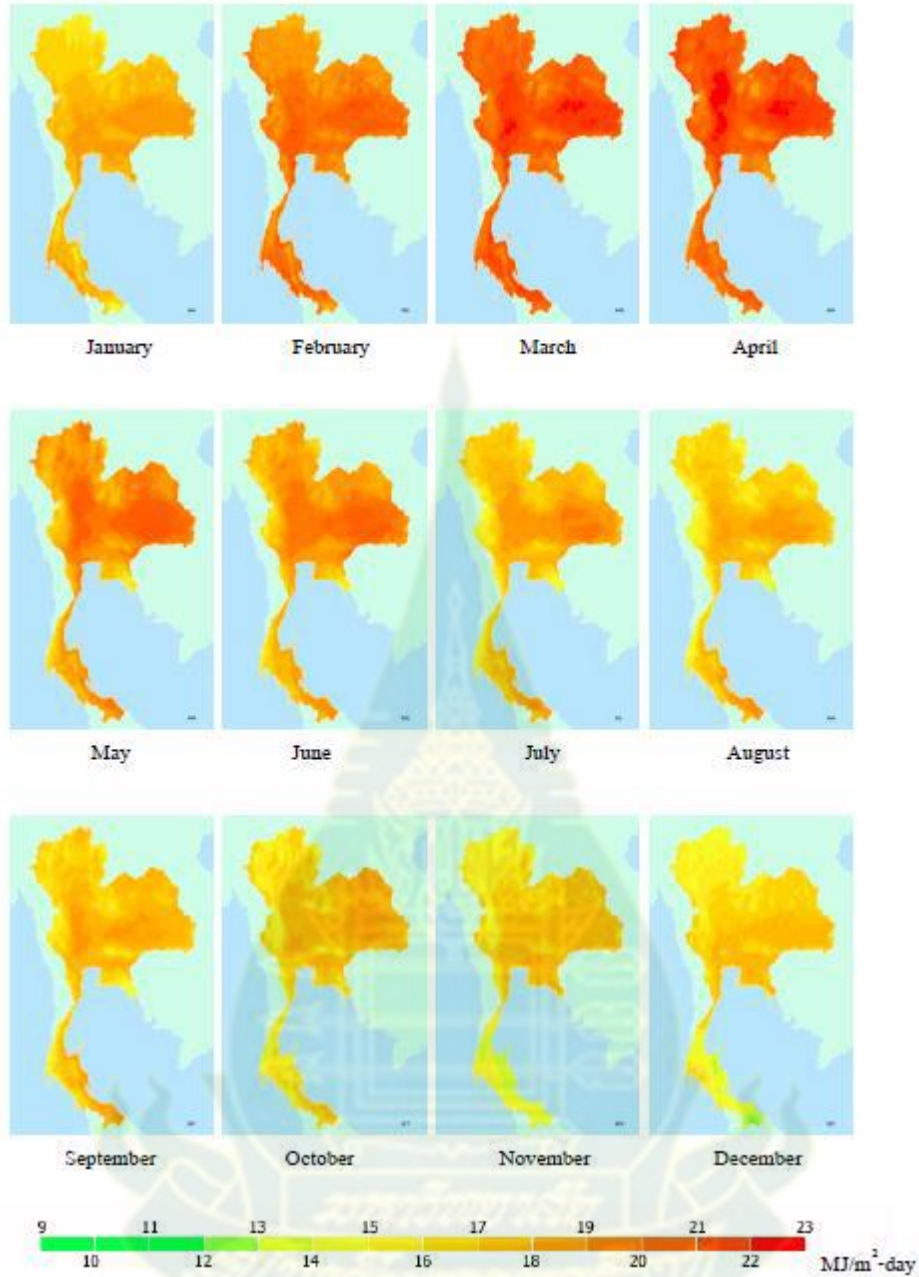 January February March April
May June July August
September October November December
9 11 13 15 17 19 21 23
10 12 14 16 18 20 22 MJ/m²-day